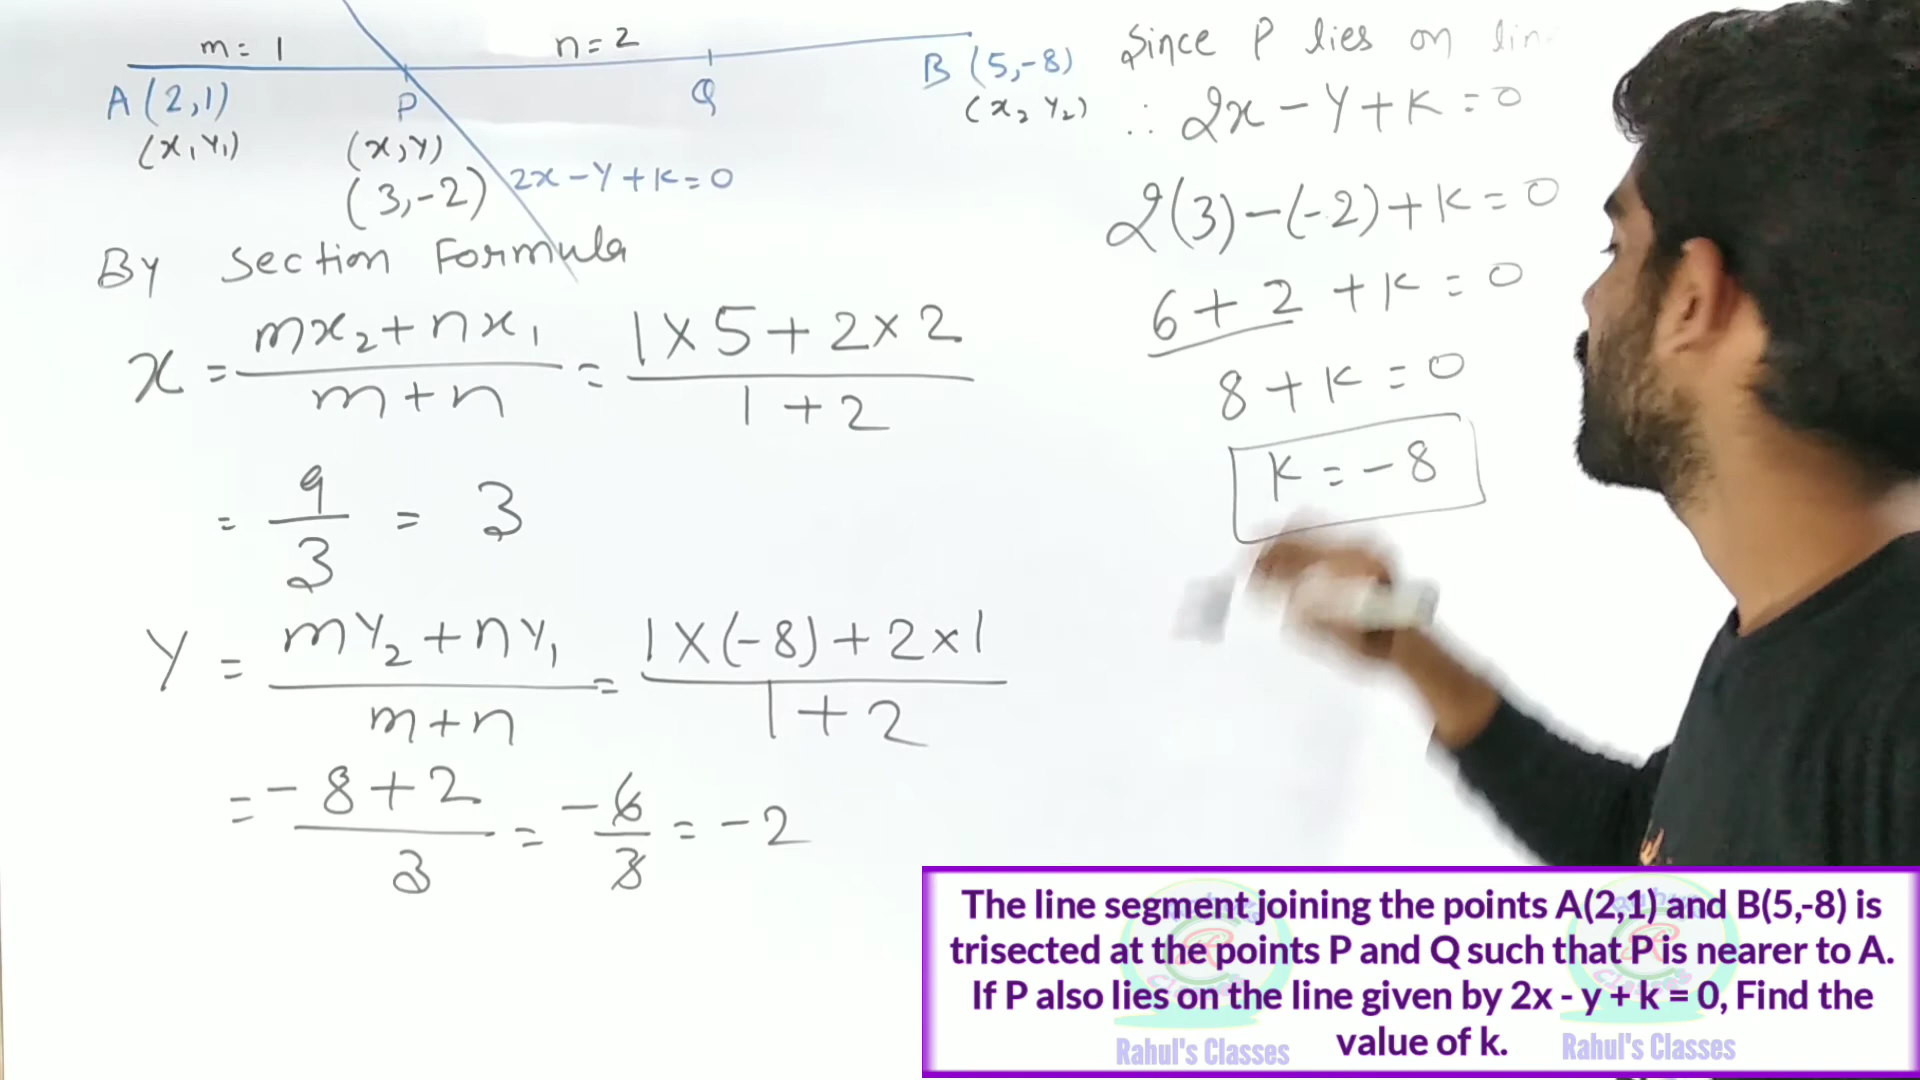 m = 1
n = 2
A (2,1)
P
Q
B (5,-8)
(x₁ Y₁)
(x,Y)
(x₂ Y₂)
(3,-2)
2x - Y + K = 0
By Section Formula
x = mx₂ + nx₁ / m+n = 1 X 5 + 2 x 2 / 1 + 2
= 9/3 = 3
Y = mY₂ + nY₁ / m+n = 1 X (-8) + 2 x 1 / 1 + 2
= -8 + 2 / 3 = -6/3 = -2
Since P lies on lin
∴ 2x - Y + K = 0
2(3) - (-2) + K = 0
6 + 2 + K = 0
8 + K = 0
K = -8
The line segment joining the points A(2,1) and B(5,-8) is
trisected at the points P and Q such that P is nearer to A.
If P also lies on the line given by 2x - y + k = 0, Find the
value of k.
Rahul's Classes
Rahul's Classes